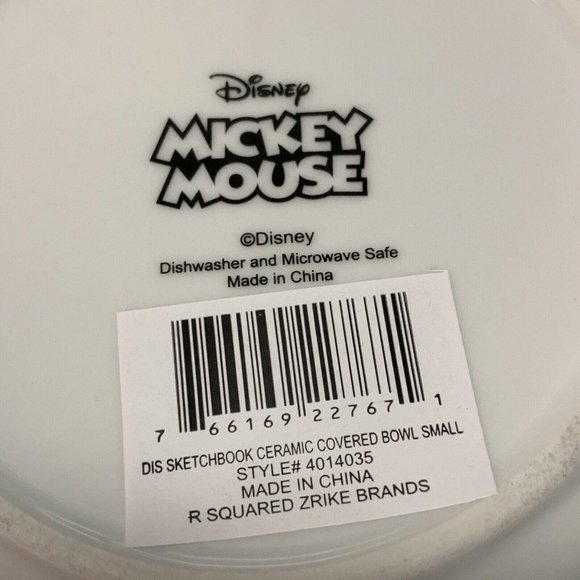 Disney
MICKEY
MOUSE
©Disney
Dishwasher and Microwave Safe
Made in China
7 66169 22767 1
DIS SKETCHBOOK CERAMIC COVERED BOWL SMALL
STYLE# 4014035
MADE IN CHINA
R SQUARED ZRIKE BRANDS